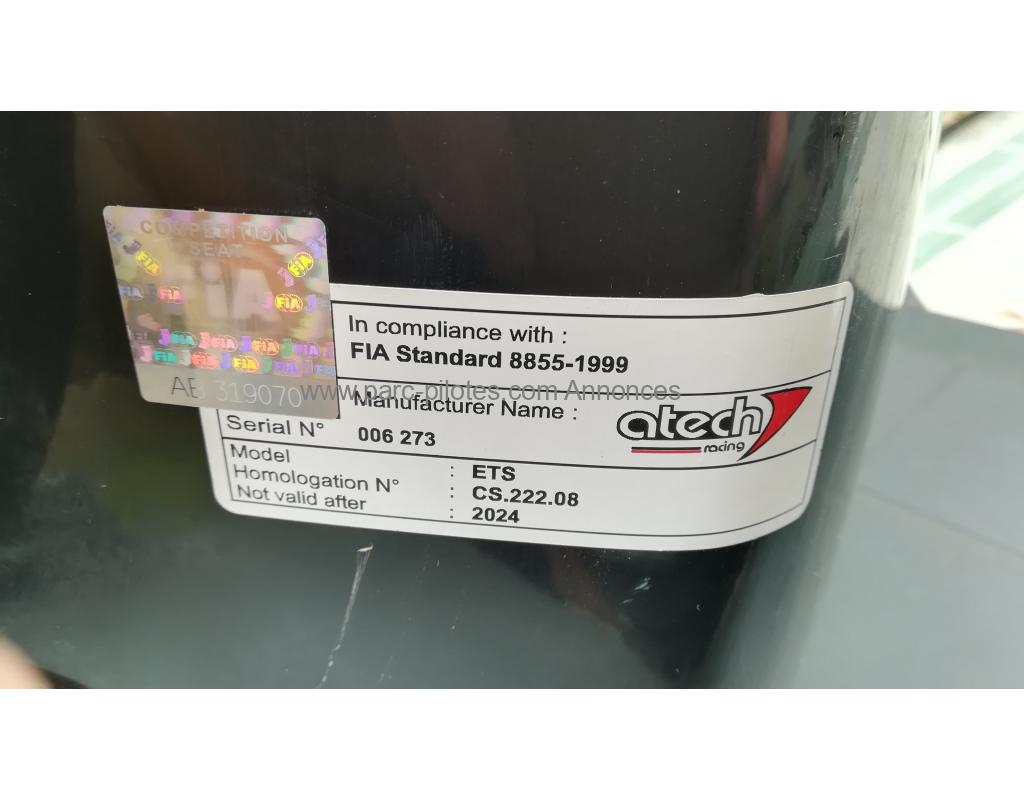 COMPETITION
SEAT
FIA
AE 319070
In compliance with :
FIA Standard 8855-1999
www.parc-pilotes.com Annonces
Manufacturer Name :
atech
racing
Serial N° 006 273
Model : ETS
Homologation N° : CS.222.08
Not valid after : 2024